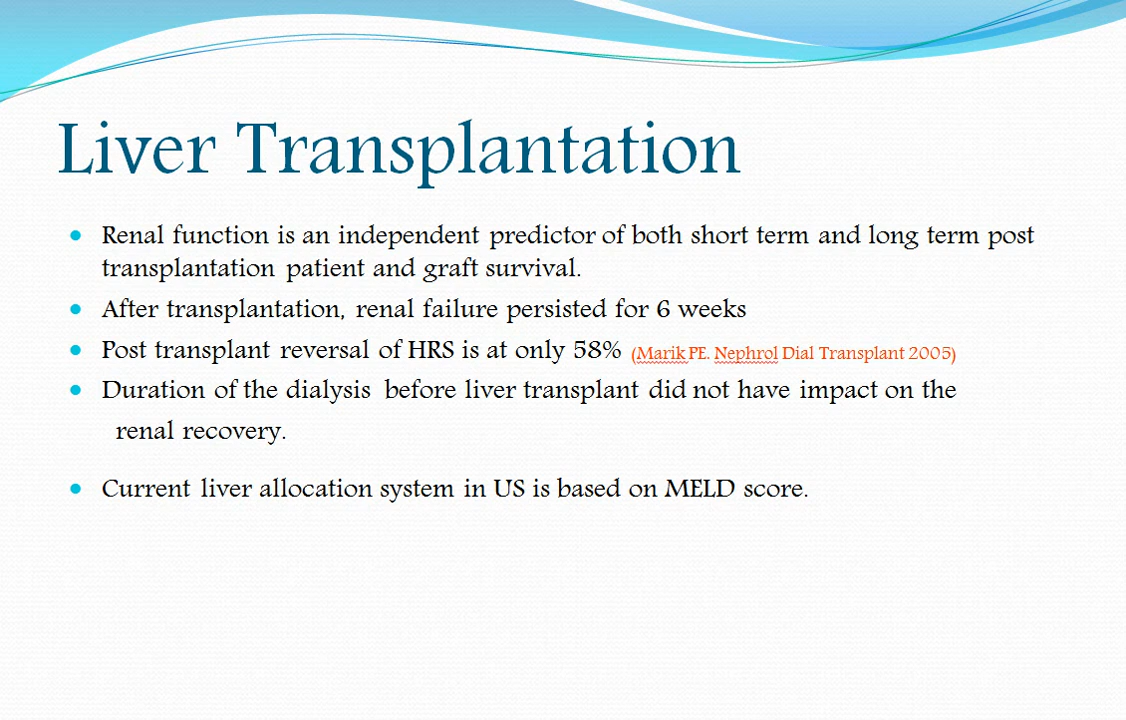 Liver Transplantation
Renal function is an independent predictor of both short term and long term post
transplantation patient and graft survival.
After transplantation, renal failure persisted for 6 weeks
Post transplant reversal of HRS is at only 58% (Marik PE. Nephrol Dial Transplant 2005)
Duration of the dialysis before liver transplant did not have impact on the
renal recovery.
Current liver allocation system in US is based on MELD score.